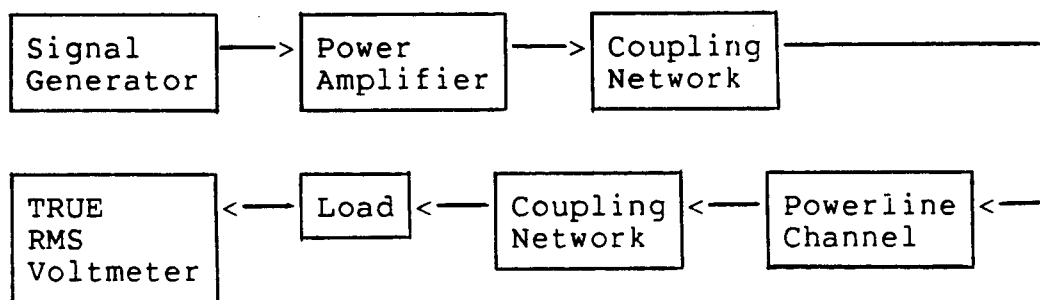 Signal
Generator
Power
Amplifier
Coupling
Network
TRUE
RMS
Voltmeter
Load
Coupling
Network
Powerline
Channel